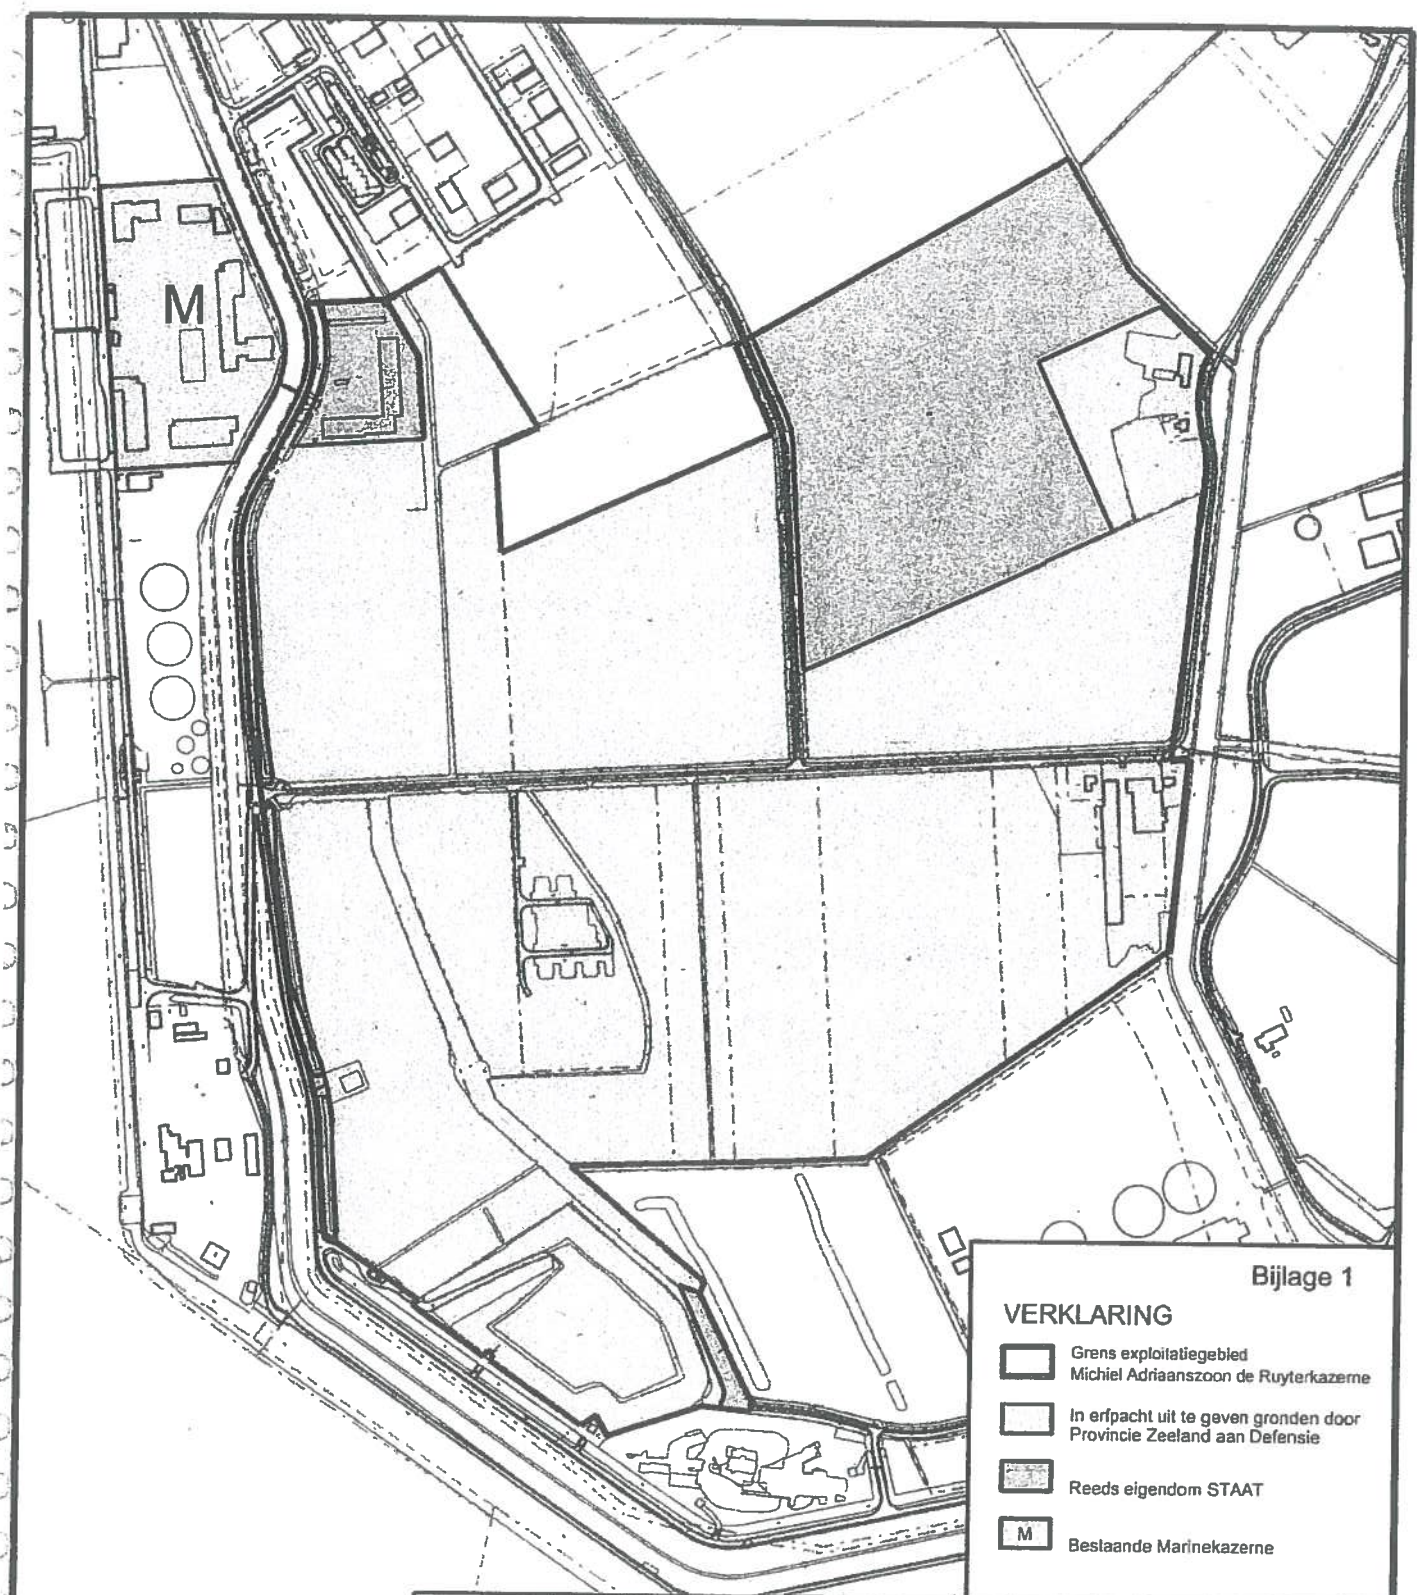 M
Bijlage 1
VERKLARING
Grens exploitatiegebied
Michiel Adriaanszoon de Ruyterkazerne
In erfpacht uit te geven gronden door
Provincie Zeeland aan Defensie
Reeds eigendom STAAT
M
Bestaande Marinekazerne